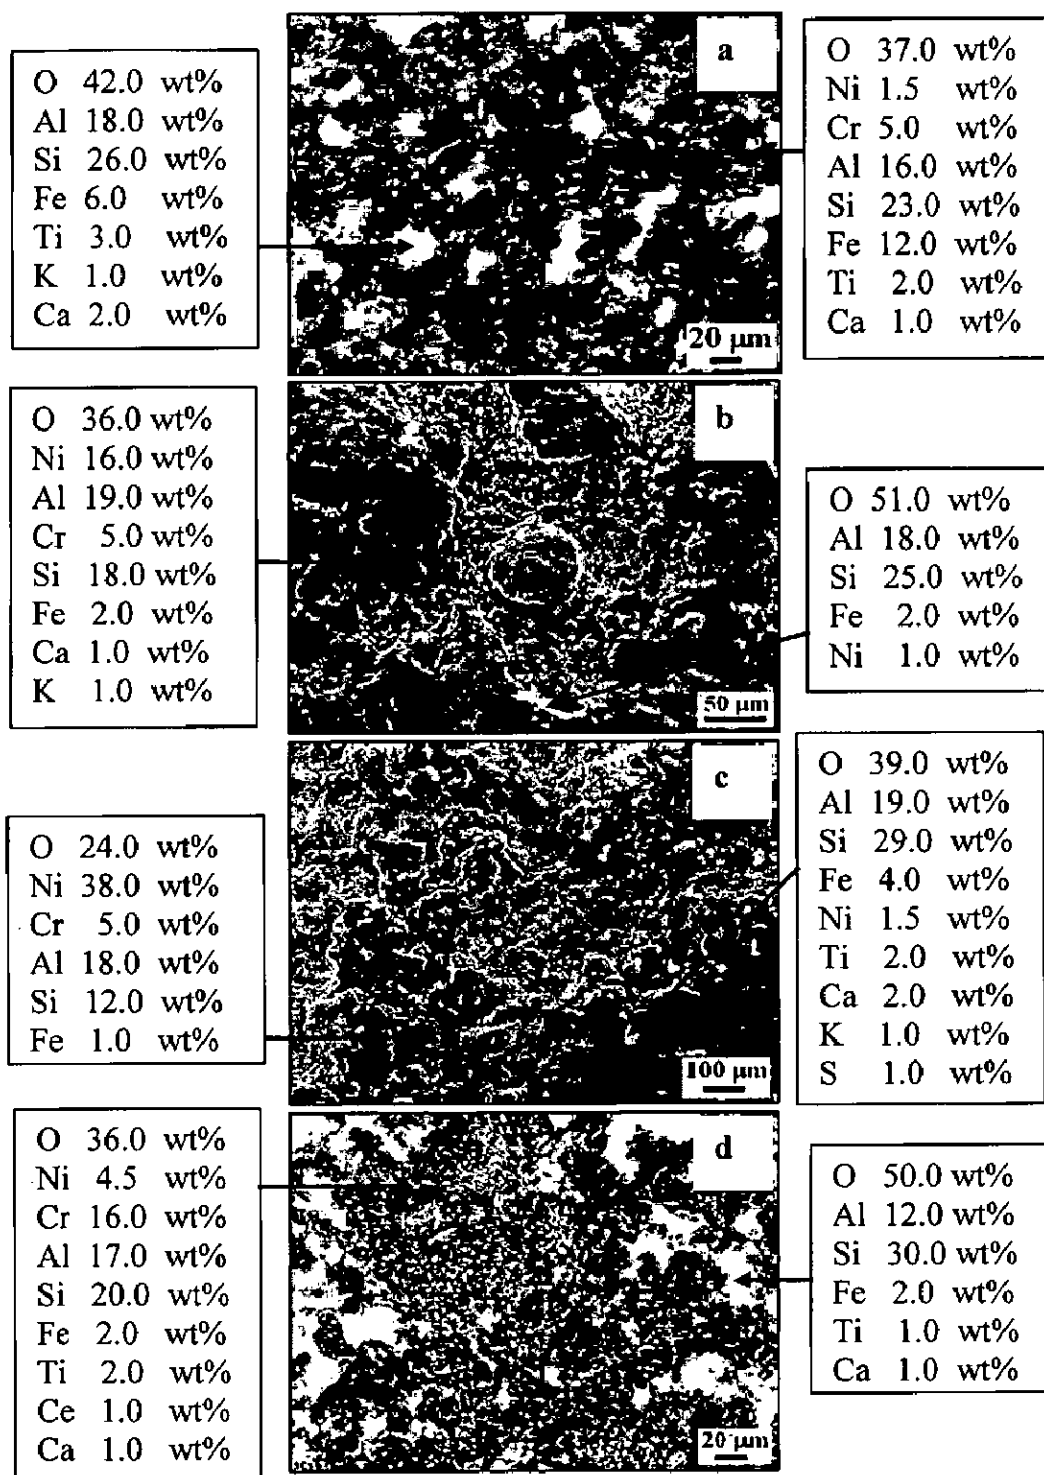 a
O 42.0 wt%
Al 18.0 wt%
Si 26.0 wt%
Fe 6.0 wt%
Ti 3.0 wt%
K 1.0 wt%
Ca 2.0 wt%
O 37.0 wt%
Ni 1.5 wt%
Cr 5.0 wt%
Al 16.0 wt%
Si 23.0 wt%
Fe 12.0 wt%
Ti 2.0 wt%
Ca 1.0 wt%
20 µm
b
O 36.0 wt%
Ni 16.0 wt%
Al 19.0 wt%
Cr 5.0 wt%
Si 18.0 wt%
Fe 2.0 wt%
Ca 1.0 wt%
K 1.0 wt%
O 51.0 wt%
Al 18.0 wt%
Si 25.0 wt%
Fe 2.0 wt%
Ni 1.0 wt%
50 µm
c
O 24.0 wt%
Ni 38.0 wt%
Cr 5.0 wt%
Al 18.0 wt%
Si 12.0 wt%
Fe 1.0 wt%
O 39.0 wt%
Al 19.0 wt%
Si 29.0 wt%
Fe 4.0 wt%
Ni 1.5 wt%
Ti 2.0 wt%
Ca 2.0 wt%
K 1.0 wt%
S 1.0 wt%
100 µm
d
O 36.0 wt%
Ni 4.5 wt%
Cr 16.0 wt%
Al 17.0 wt%
Si 20.0 wt%
Fe 2.0 wt%
Ti 2.0 wt%
Ce 1.0 wt%
Ca 1.0 wt%
O 50.0 wt%
Al 12.0 wt%
Si 30.0 wt%
Fe 2.0 wt%
Ti 1.0 wt%
Ca 1.0 wt%
20 µm